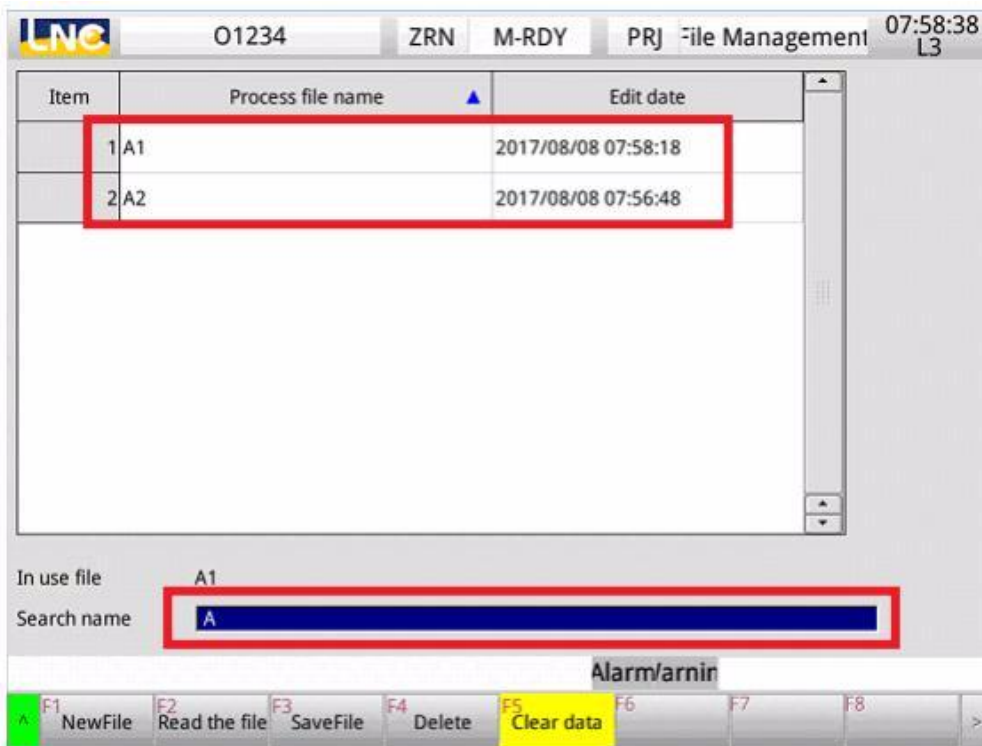 LNC O1234 ZRN M-RDY PRJ File Management 07:58:38
L3
Item Process file name ▲ Edit date
1 A1 2017/08/08 07:58:18
2 A2 2017/08/08 07:56:48
In use file A1
Search name A
Alarm/arnin
^ F1 NewFile F2 Read the file F3 SaveFile F4 Delete F5 Clear data F6 F7 F8 >